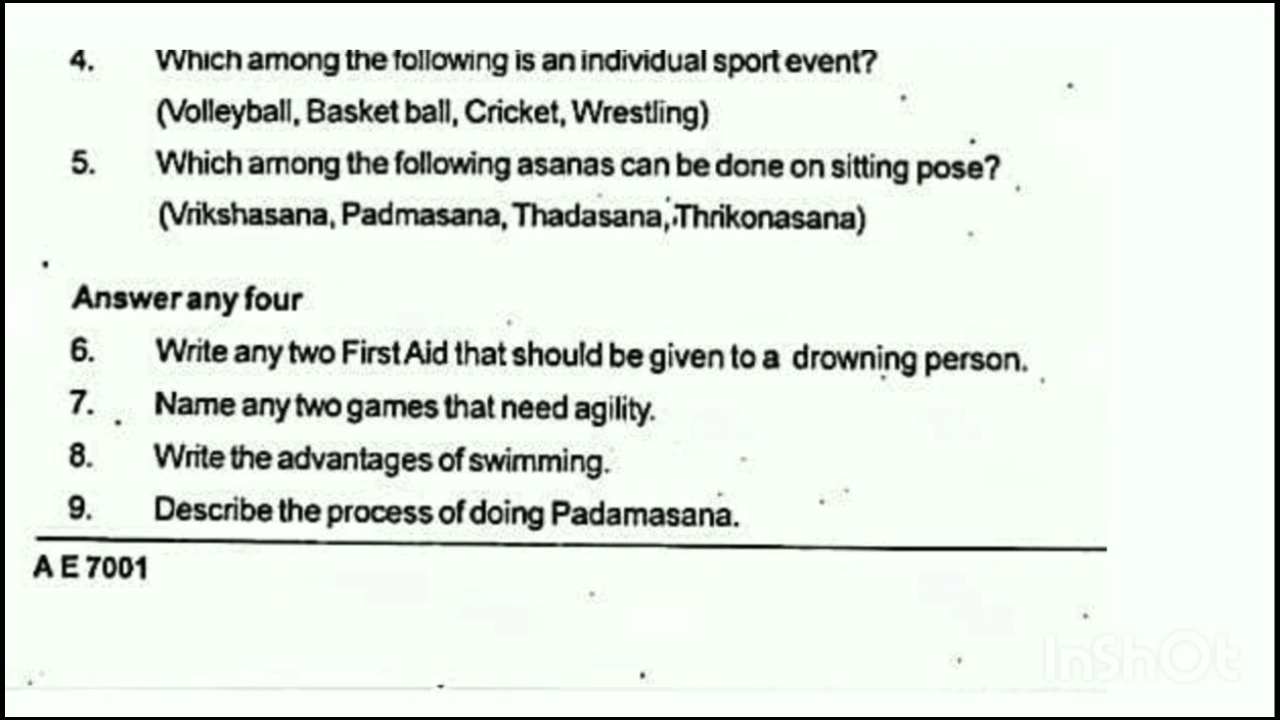 4. Which among the following is an individual sport event?
(Volleyball, Basket ball, Cricket, Wrestling)
5. Which among the following asanas can be done on sitting pose?
(Vrikshasana, Padmasana, Thadasana, Thrikonasana)
Answer any four
6. Write any two First Aid that should be given to a drowning person.
7. Name any two games that need agility.
8. Write the advantages of swimming.
9. Describe the process of doing Padamasana.
A E 7001
InShOt